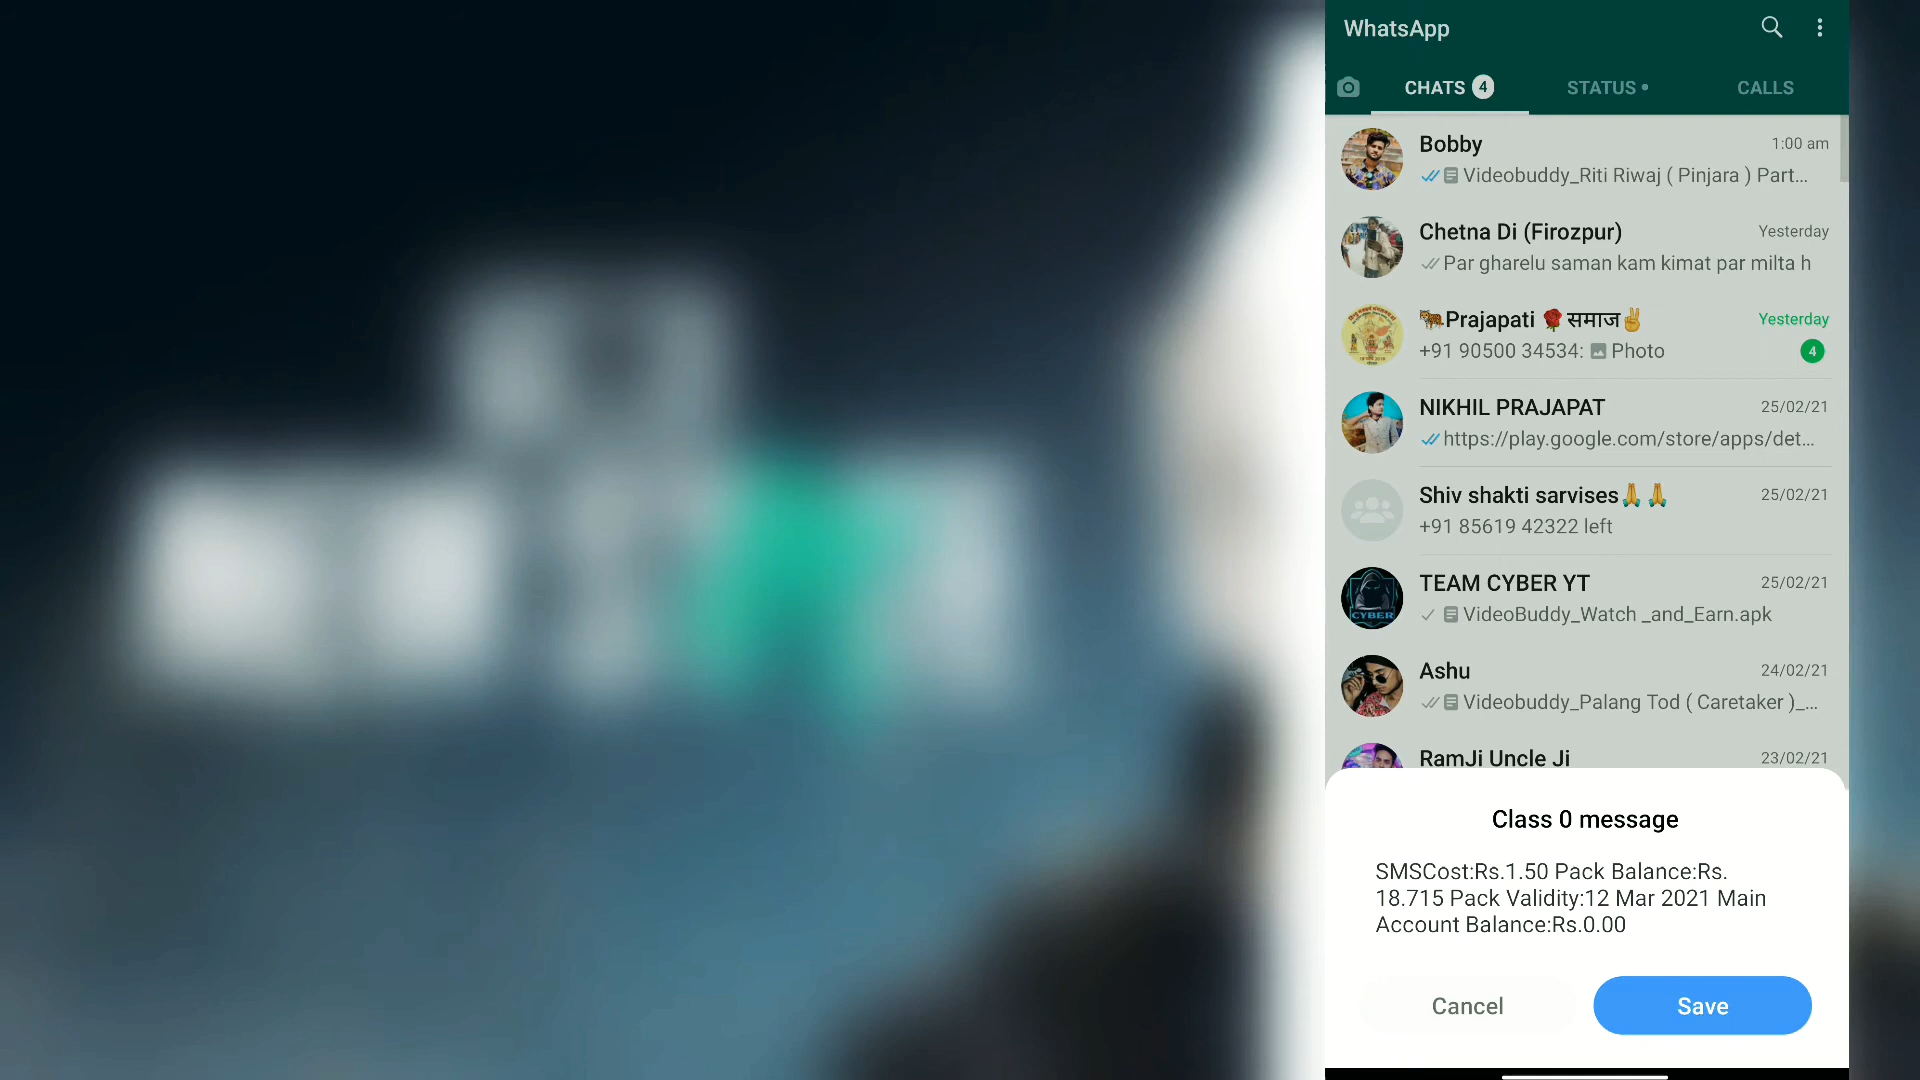 WhatsApp
CHATS 4
STATUS •
CALLS
Bobby
1:00 am
Videobuddy_Riti Riwaj ( Pinjara ) Part...
Chetna Di (Firozpur)
Yesterday
Par gharelu saman kam kimat par milta h
🐅Prajapati 🌹समाज✌
Yesterday
+91 90500 34534: Photo
4
NIKHIL PRAJAPAT
25/02/21
https://play.google.com/store/apps/det...
Shiv shakti sarvises🙏🙏
25/02/21
+91 85619 42322 left
TEAM CYBER YT
25/02/21
CYBER
VideoBuddy_Watch _and_Earn.apk
Ashu
24/02/21
Videobuddy_Palang Tod ( Caretaker )_...
RamJi Uncle Ji
23/02/21
Class 0 message
SMSCost:Rs.1.50 Pack Balance:Rs.
18.715 Pack Validity:12 Mar 2021 Main
Account Balance:Rs.0.00
Cancel
Save